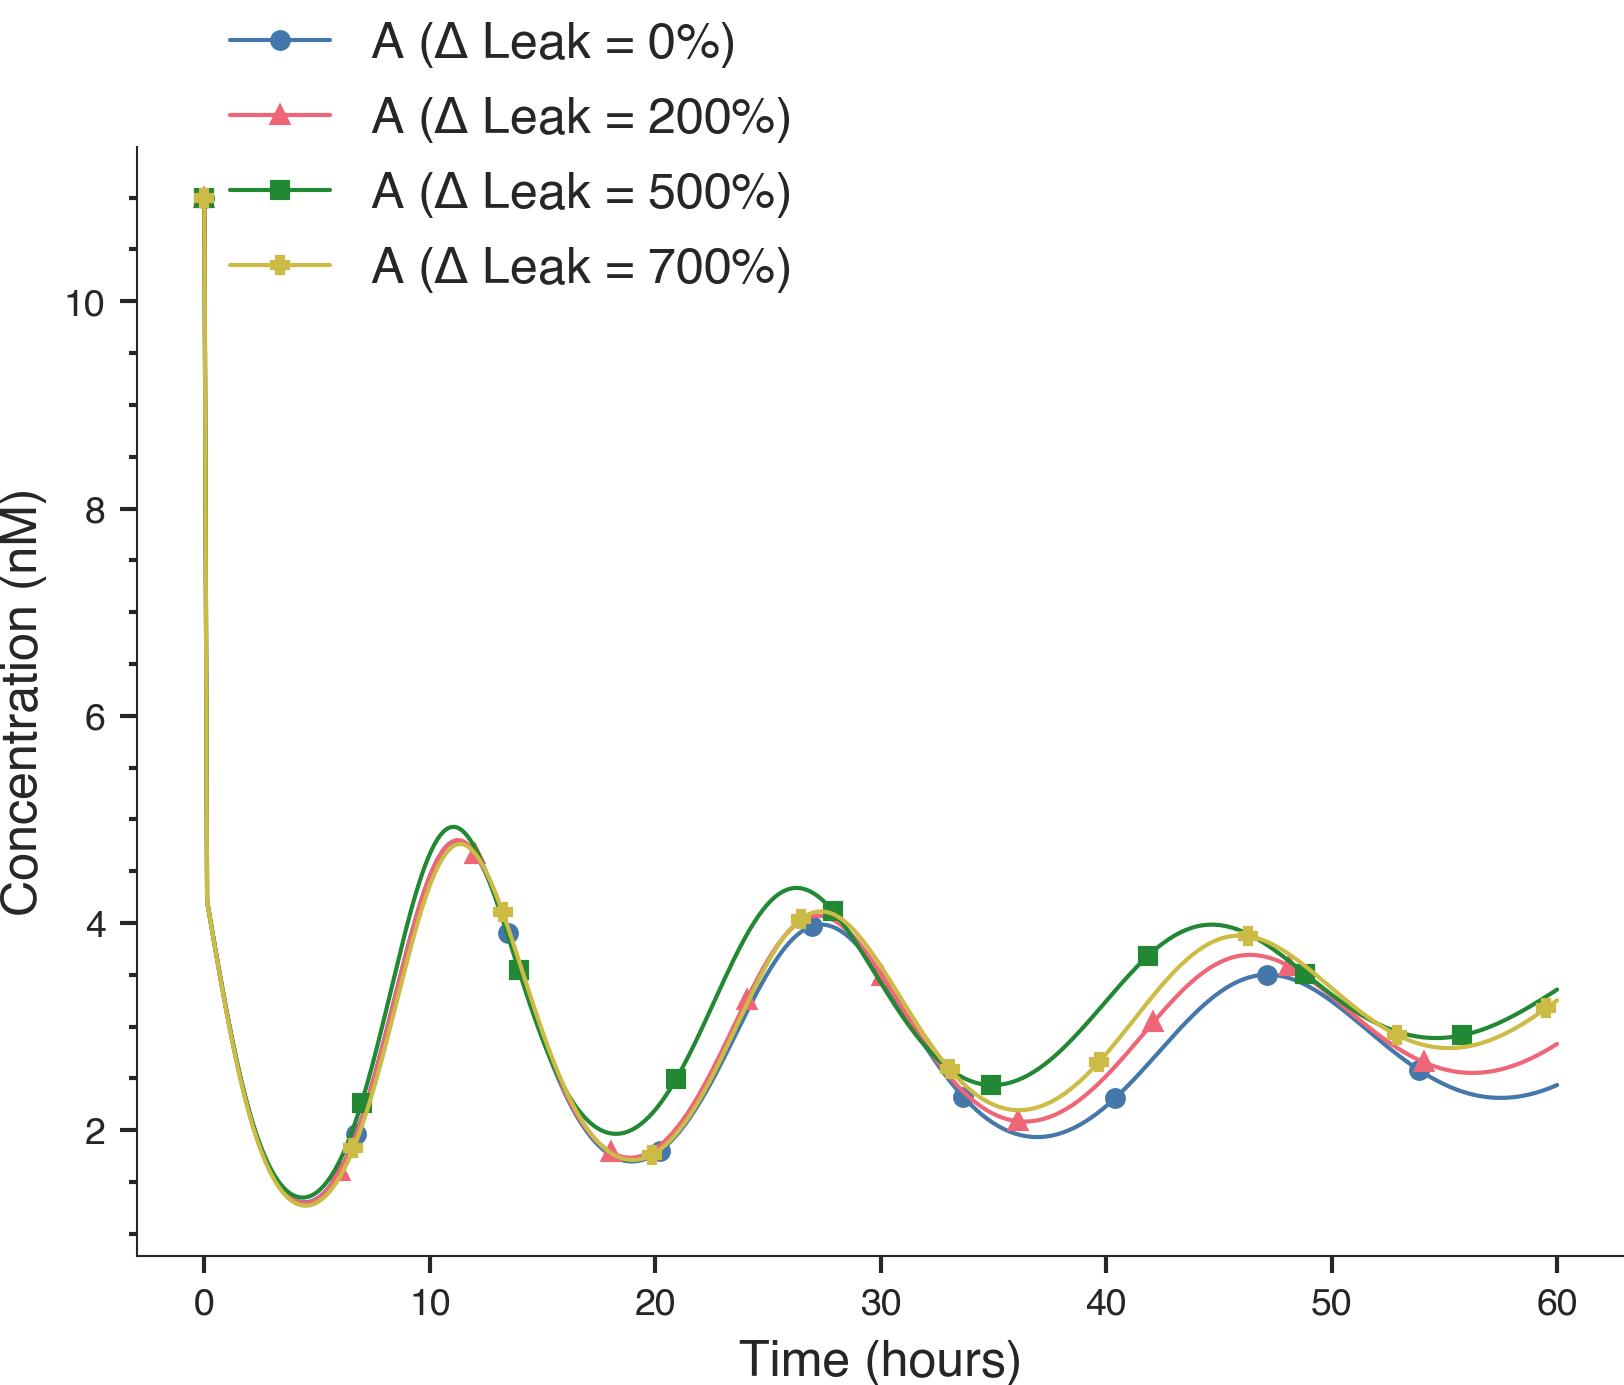 A (Δ Leak = 0%)
A (Δ Leak = 200%)
A (Δ Leak = 500%)
A (Δ Leak = 700%)
10
8
6
4
2
Concentration (nM)
0 10 20 30 40 50 60
Time (hours)